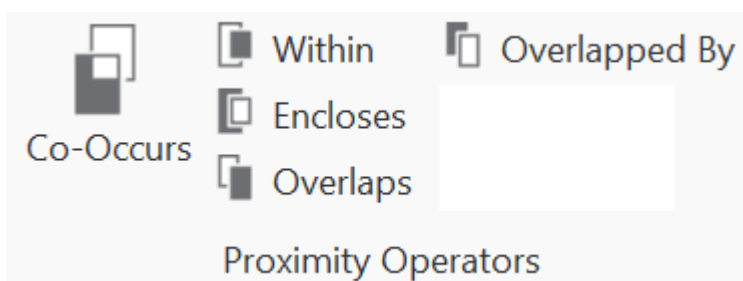 Co-Occurs
Within
Encloses
Overlaps
Overlapped By
Proximity Operators